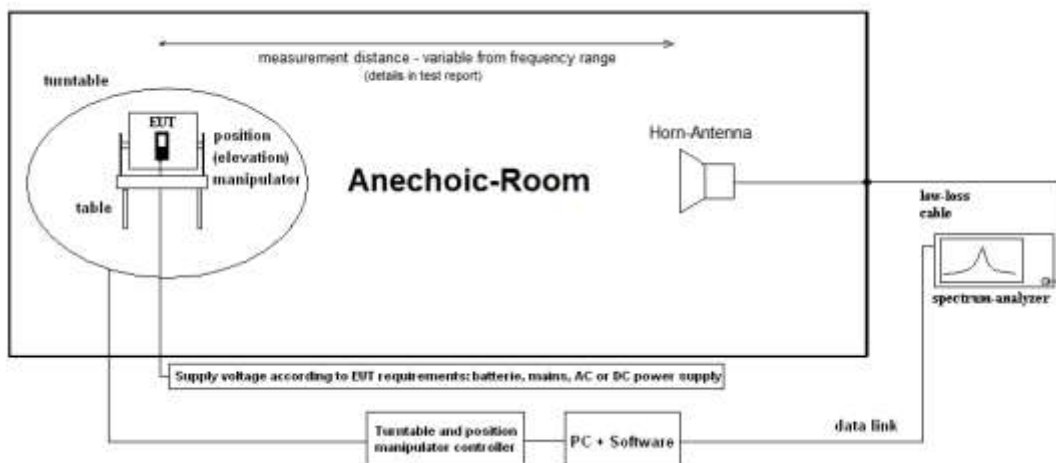 measurement distance - variable from frequency range
(details in test report)
turntable
EUT
position
(elevation)
manipulator
table
Anechoic-Room
Horn-Antenna
low-loss
cable
spectrum-analyzer
Supply voltage according to EUT requirements: batterie, mains, AC or DC power supply
Turntable and position
manipulator controller
PC + Software
data link